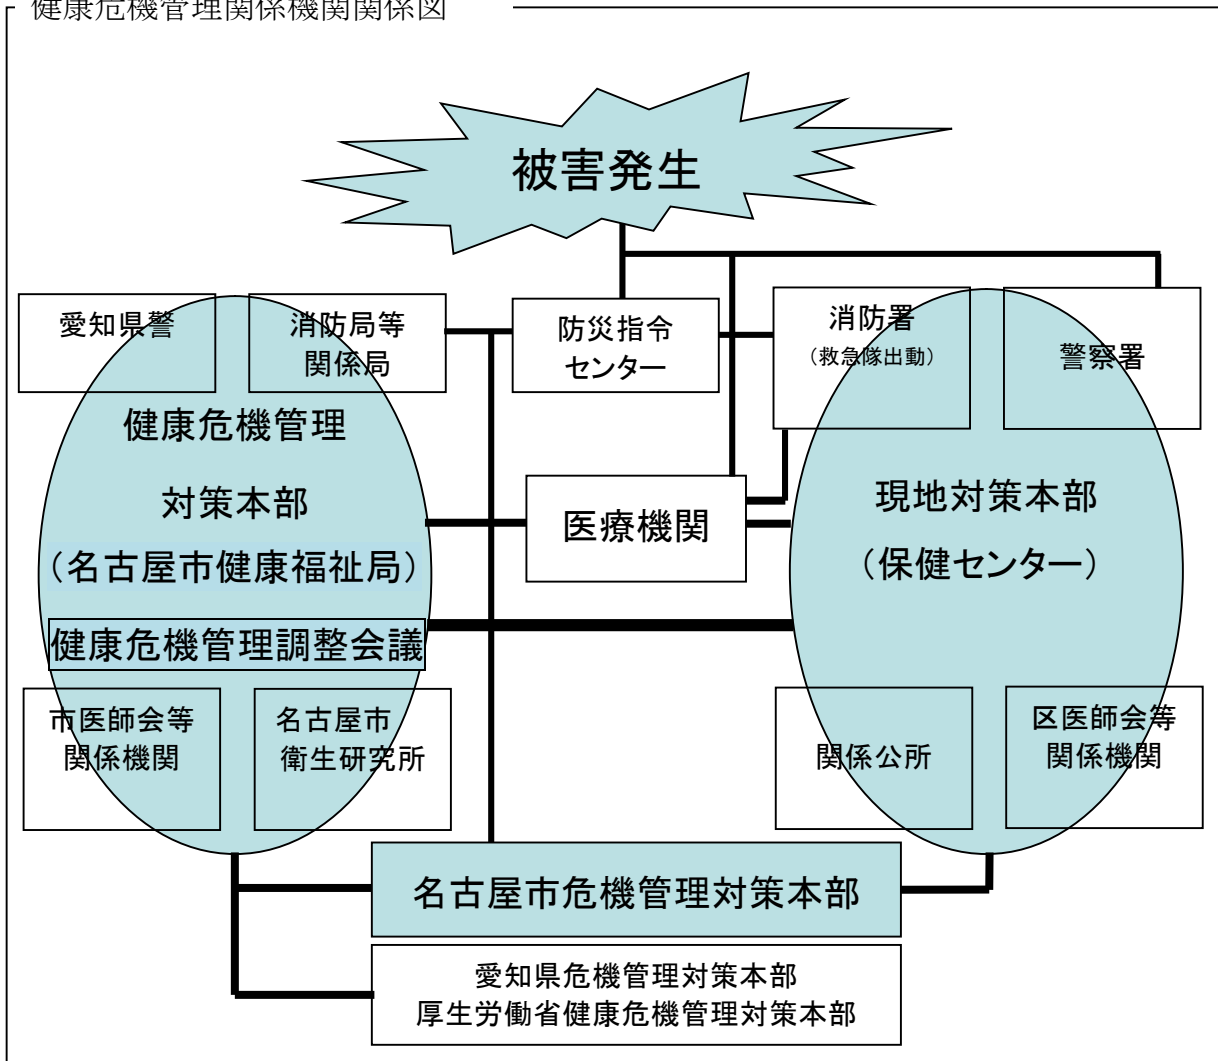 健康危機管理関係機関関係図
被害発生
愛知県警
消防局等
関係局
防災指令
センター
消防署
（救急隊出動）
警察署
健康危機管理
対策本部
（名古屋市健康福祉局）
健康危機管理調整会議
医療機関
現地対策本部
（保健センター）
市医師会等
関係機関
名古屋市
衛生研究所
関係公所
区医師会等
関係機関
名古屋市危機管理対策本部
愛知県危機管理対策本部
厚生労働省健康危機管理対策本部